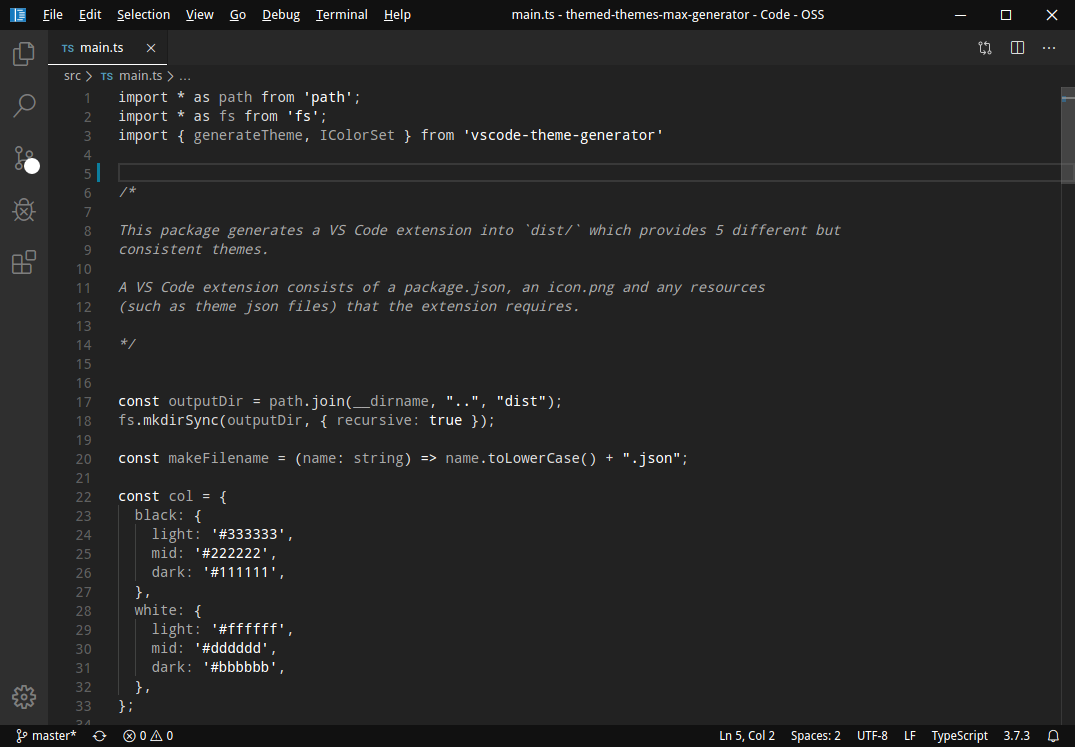 File Edit Selection View Go Debug Terminal Help main.ts - themed-themes-max-generator - Code - OSS
TS main.ts
src > TS main.ts > ...
1 import * as path from 'path';
2 import * as fs from 'fs';
3 import { generateTheme, IColorSet } from 'vscode-theme-generator'
4
5
6 /*
7
8 This package generates a VS Code extension into `dist/` which provides 5 different but
9 consistent themes.
10
11 A VS Code extension consists of a package.json, an icon.png and any resources
12 (such as theme json files) that the extension requires.
13
14 */
15
16
17 const outputDir = path.join(__dirname, "..", "dist");
18 fs.mkdirSync(outputDir, { recursive: true });
19
20 const makeFilename = (name: string) => name.toLowerCase() + ".json";
21
22 const col = {
23 black: {
24 light: '#333333',
25 mid: '#222222',
26 dark: '#111111',
27 },
28 white: {
29 light: '#ffffff',
30 mid: '#dddddd',
31 dark: '#bbbbbb',
32 },
33 };
34
master* 0 0 Ln 5, Col 2 Spaces: 2 UTF-8 LF TypeScript 3.7.3